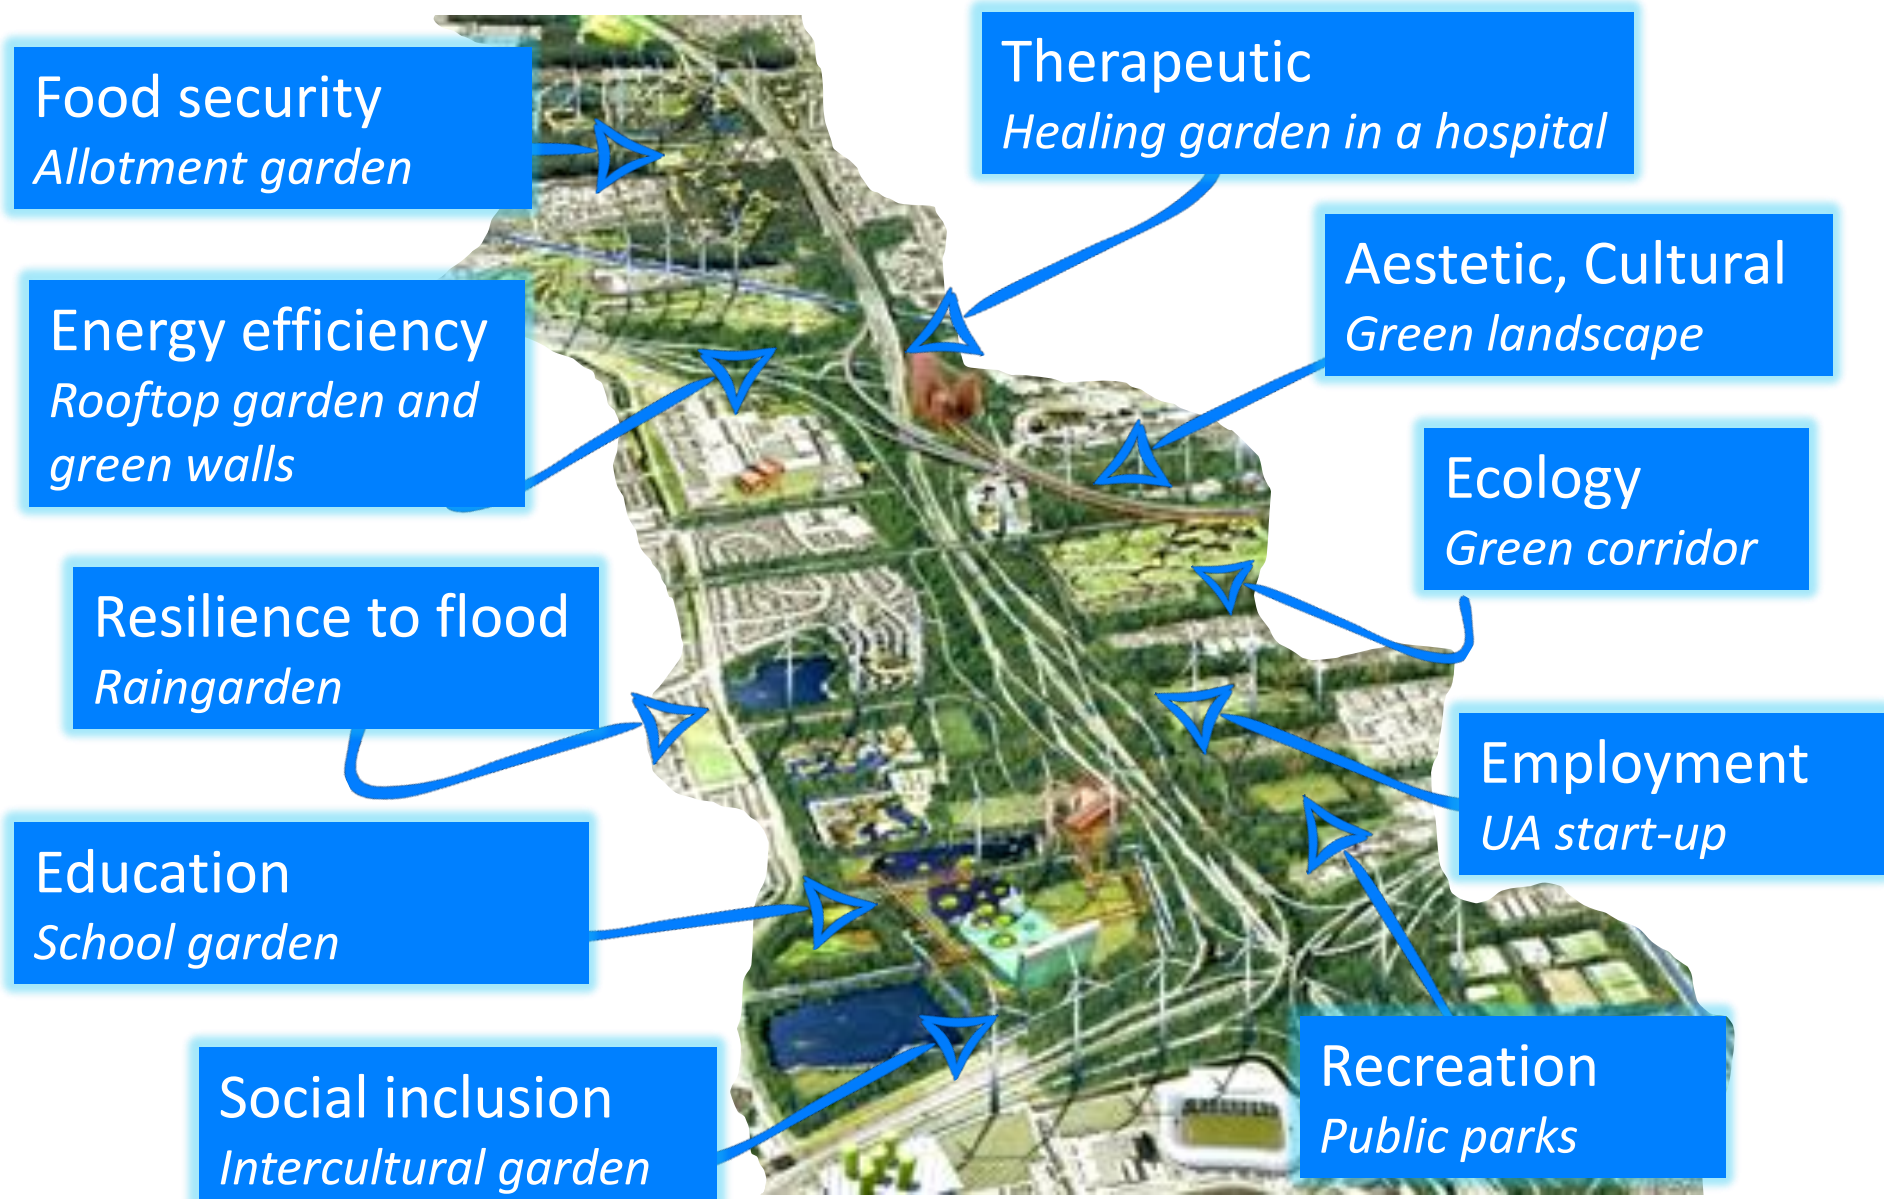 Food security
Allotment garden
Therapeutic
Healing garden in a hospital
Aestetic, Cultural
Green landscape
Energy efficiency
Rooftop garden and
green walls
Ecology
Green corridor
Resilience to flood
Raingarden
Employment
UA start-up
Education
School garden
Recreation
Public parks
Social inclusion
Intercultural garden